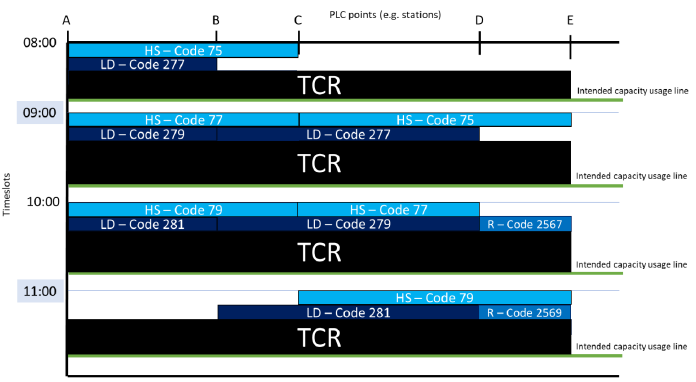 PLC points (e.g. stations)
A B C D E
08:00
HS – Code 75
LD – Code 277
TCR
Intended capacity usage line
09:00
HS – Code 77 HS – Code 75
LD – Code 279 LD – Code 277
TCR
Intended capacity usage line
Timeslots
10:00
HS – Code 79 HS – Code 77
LD – Code 281 LD – Code 279 R – Code 2567
TCR
Intended capacity usage line
11:00
HS – Code 79
LD – Code 281 R – Code 2569
TCR
Intended capacity usage line